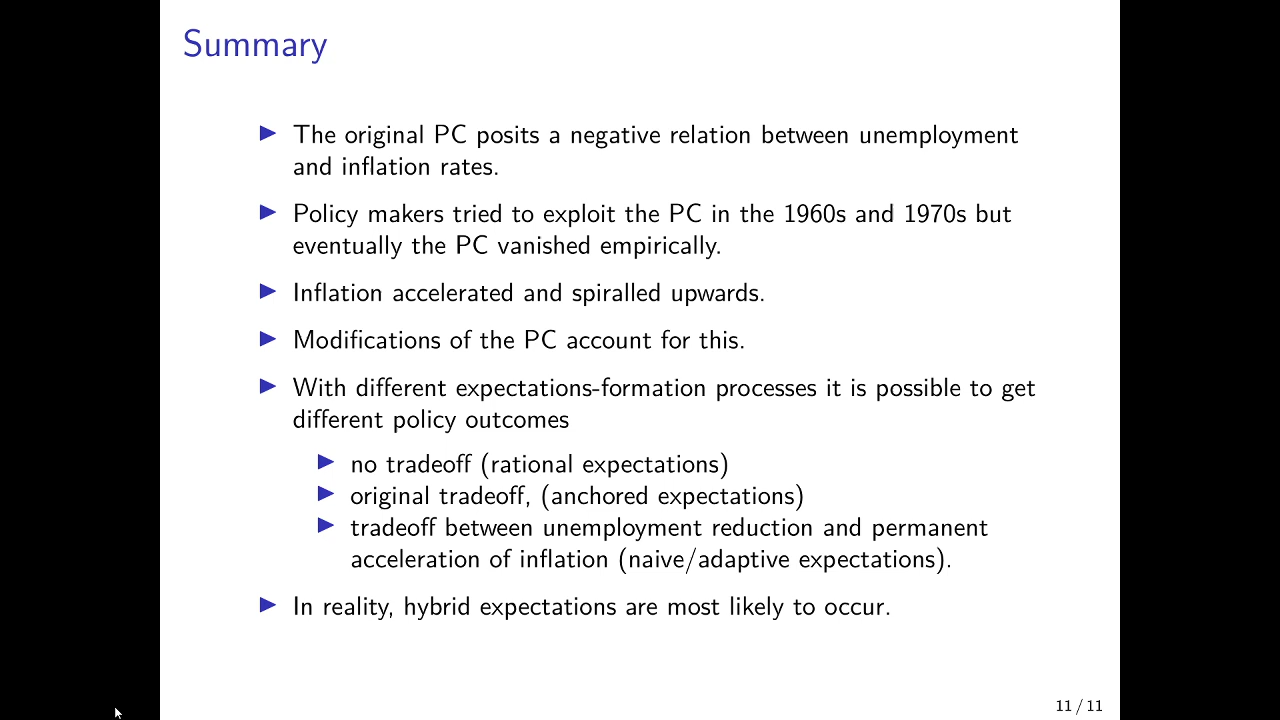 Summary
The original PC posits a negative relation between unemployment
and inflation rates.
Policy makers tried to exploit the PC in the 1960s and 1970s but
eventually the PC vanished empirically.
Inflation accelerated and spiralled upwards.
Modifications of the PC account for this.
With different expectations-formation processes it is possible to get
different policy outcomes
no tradeoff (rational expectations)
original tradeoff, (anchored expectations)
tradeoff between unemployment reduction and permanent
acceleration of inflation (naive/adaptive expectations).
In reality, hybrid expectations are most likely to occur.
11 / 11